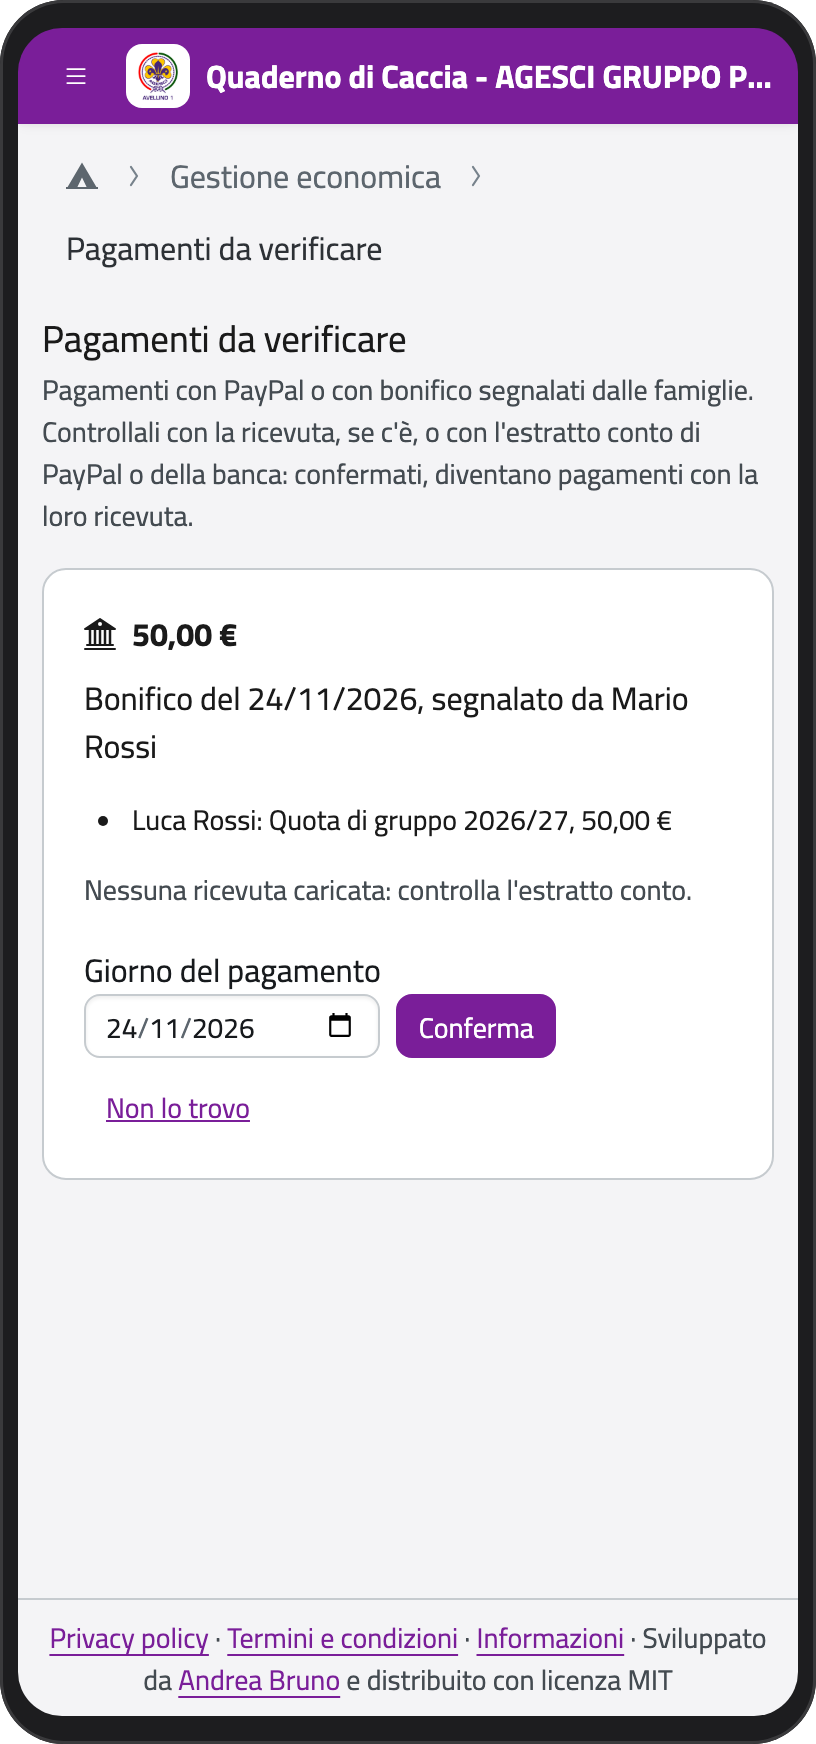 AVELLINO 1
Quaderno di Caccia - AGESCI GRUPPO P...
Gestione economica
Pagamenti da verificare
Pagamenti da verificare
Pagamenti con PayPal o con bonifico segnalati dalle famiglie.
Controllali con la ricevuta, se c'è, o con l'estratto conto di
PayPal o della banca: confermati, diventano pagamenti con la
loro ricevuta.
50,00 €
Bonifico del 24/11/2026, segnalato da Mario
Rossi
• Luca Rossi: Quota di gruppo 2026/27, 50,00 €
Nessuna ricevuta caricata: controlla l'estratto conto.
Giorno del pagamento
24/11/2026
Conferma
Non lo trovo
Privacy policy · Termini e condizioni · Informazioni · Sviluppato
da Andrea Bruno e distribuito con licenza MIT